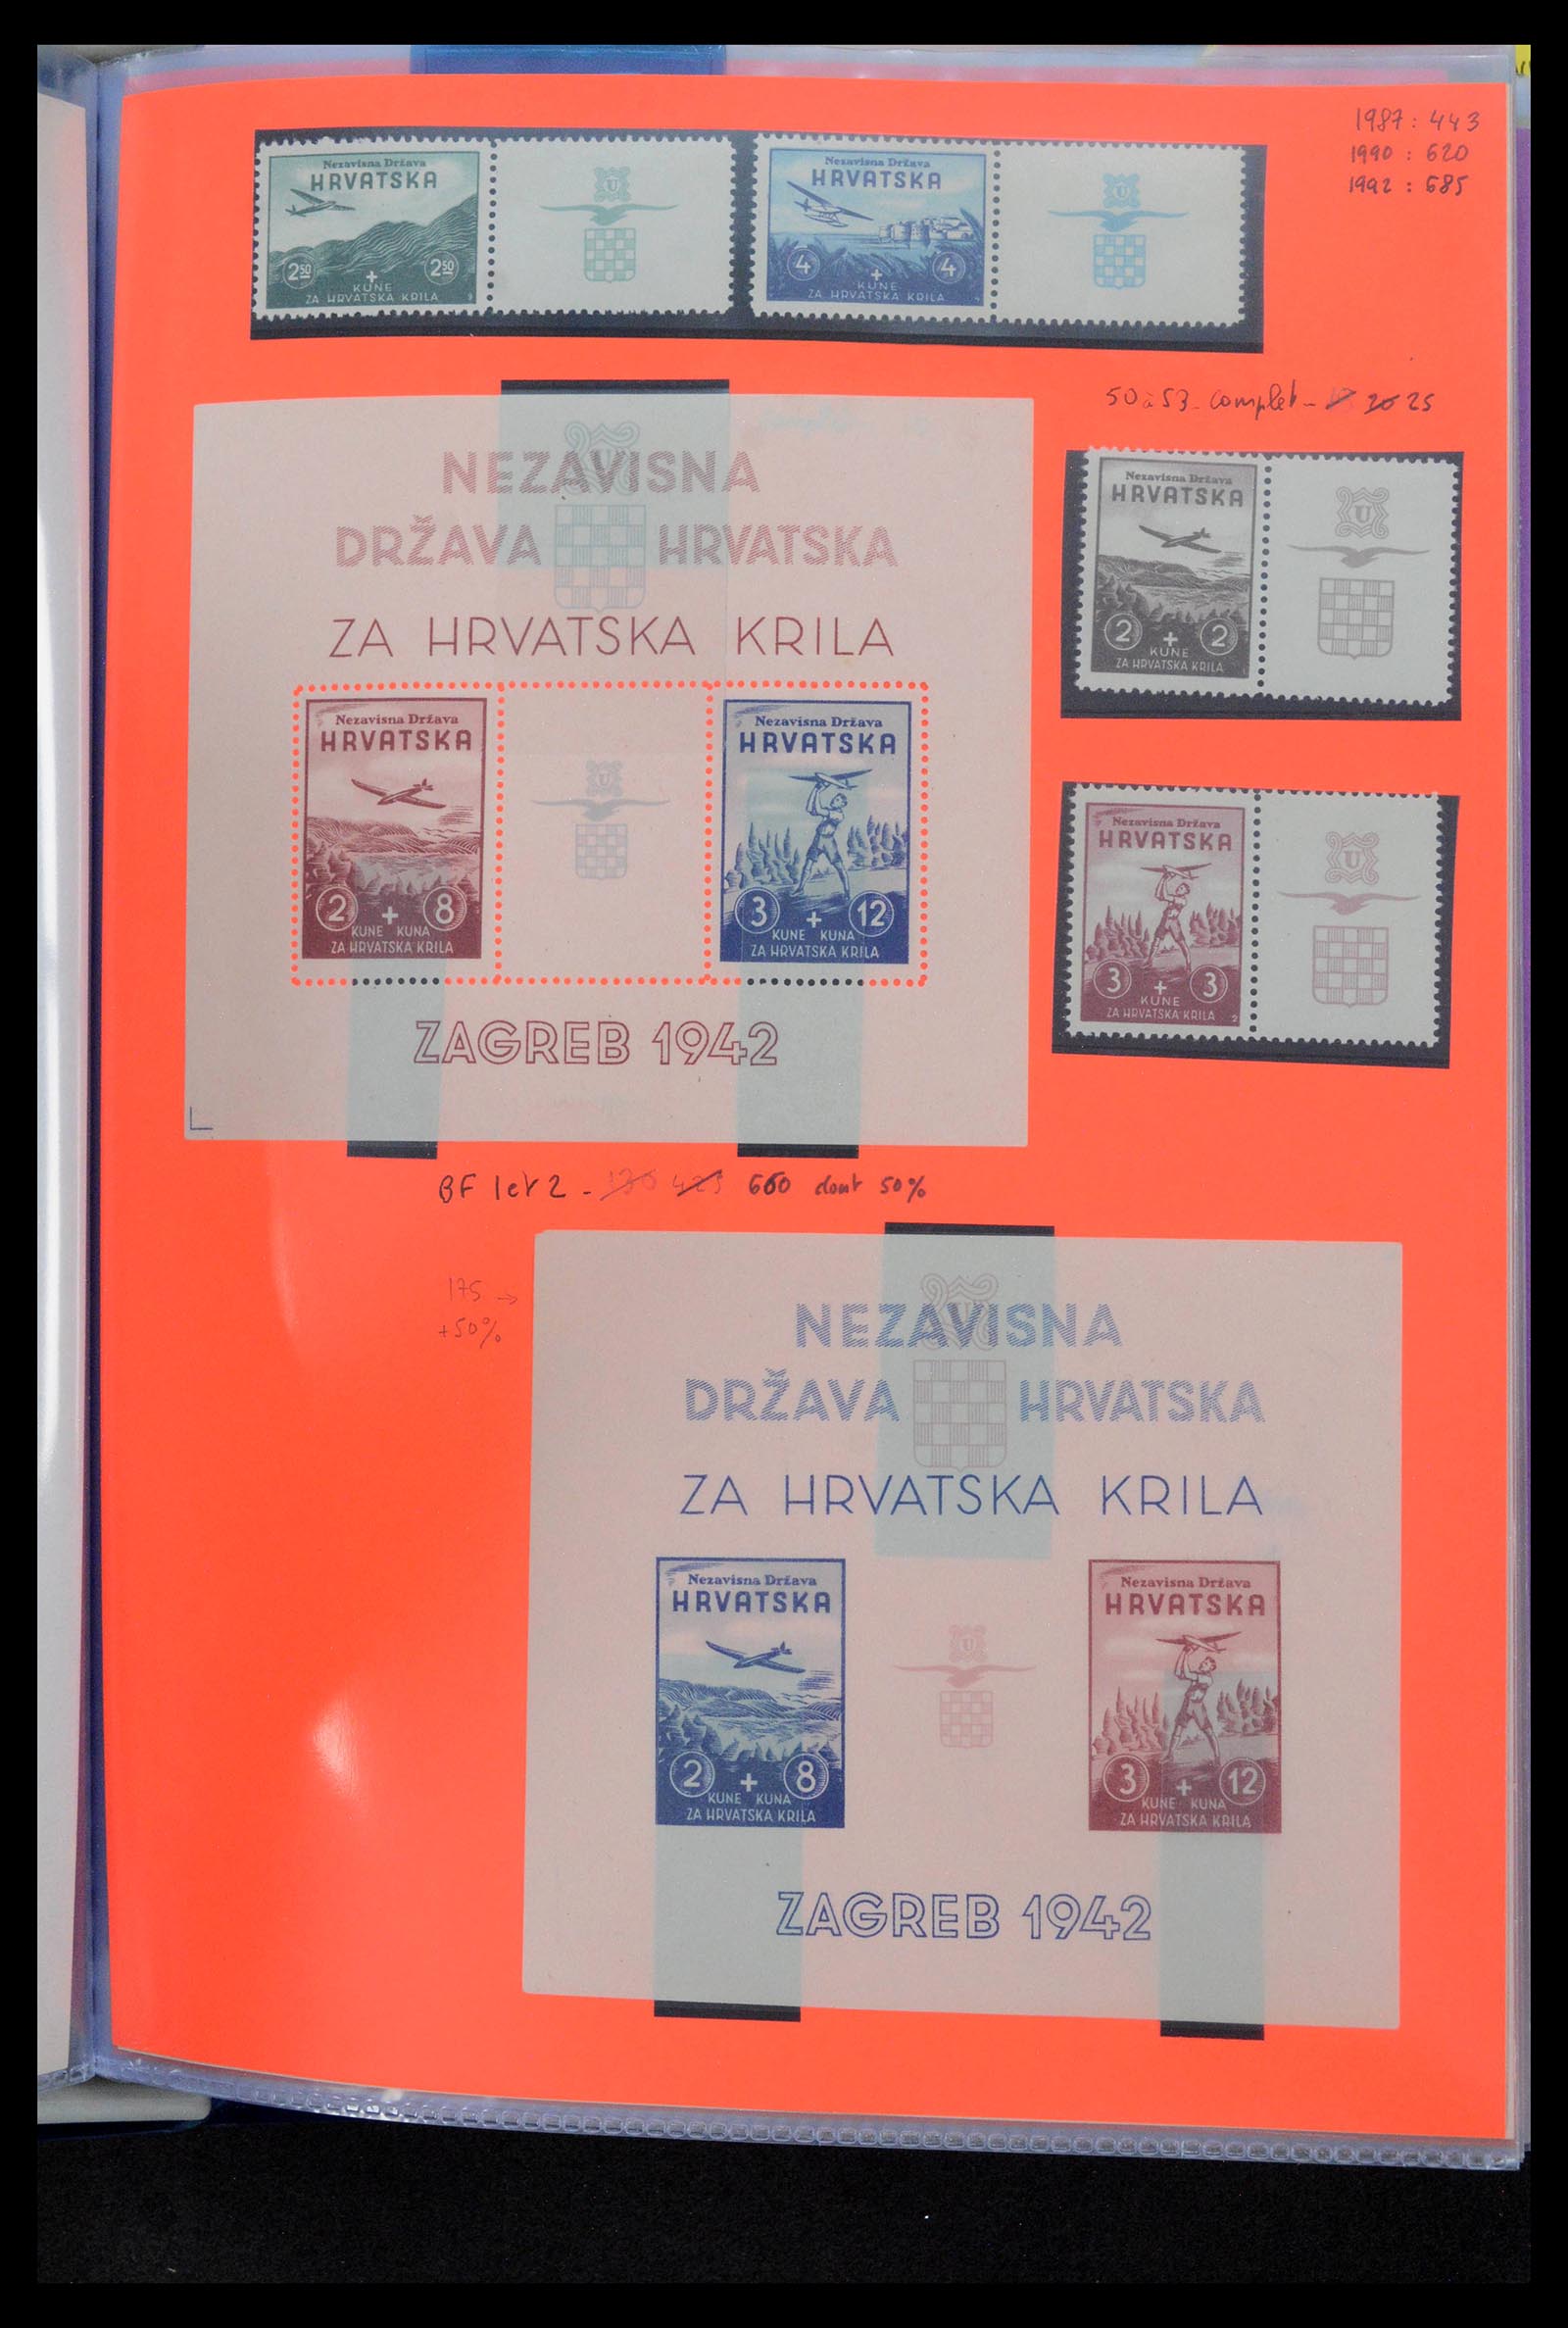 1987 : 443
1990 : 620
1992 : 685
Nezavisna Država
HRVATSKA
U
2.50 2.50
+
KUNE
ZA HRVATSKA KRILA
Nezavisna Država
HRVATSKA
U
4 4
+
KUNE
ZA HRVATSKA KRILA
50 à 53 - complet - 20 25
NEZAVISNA
DRŽAVA HRVATSKA
ZA HRVATSKA KRILA
Nezavisna Država
HRVATSKA
2 + 8
KUNE KUNA
ZA HRVATSKA KRILA
U
Nezavisna Država
HRVATSKA
3 + 12
KUNE KUNA
ZA HRVATSKA KRILA
ZAGREB 1942
Nezavisna Država
HRVATSKA
U
2 + 2
KUNE
ZA HRVATSKA KRILA
Nezavisna Država
HRVATSKA
U
3 + 3
KUNE
ZA HRVATSKA KRILA 2
BF 1 et 2 - 425 660 dont 50%
175 →
+50%
U
NEZAVISNA
DRŽAVA HRVATSKA
ZA HRVATSKA KRILA
Nezavisna Država
HRVATSKA
2 + 8
KUNE KUNA
ZA HRVATSKA KRILA
U
Nezavisna Država
HRVATSKA
3 + 12
KUNE KUNA
ZA HRVATSKA KRILA
ZAGREB 1942